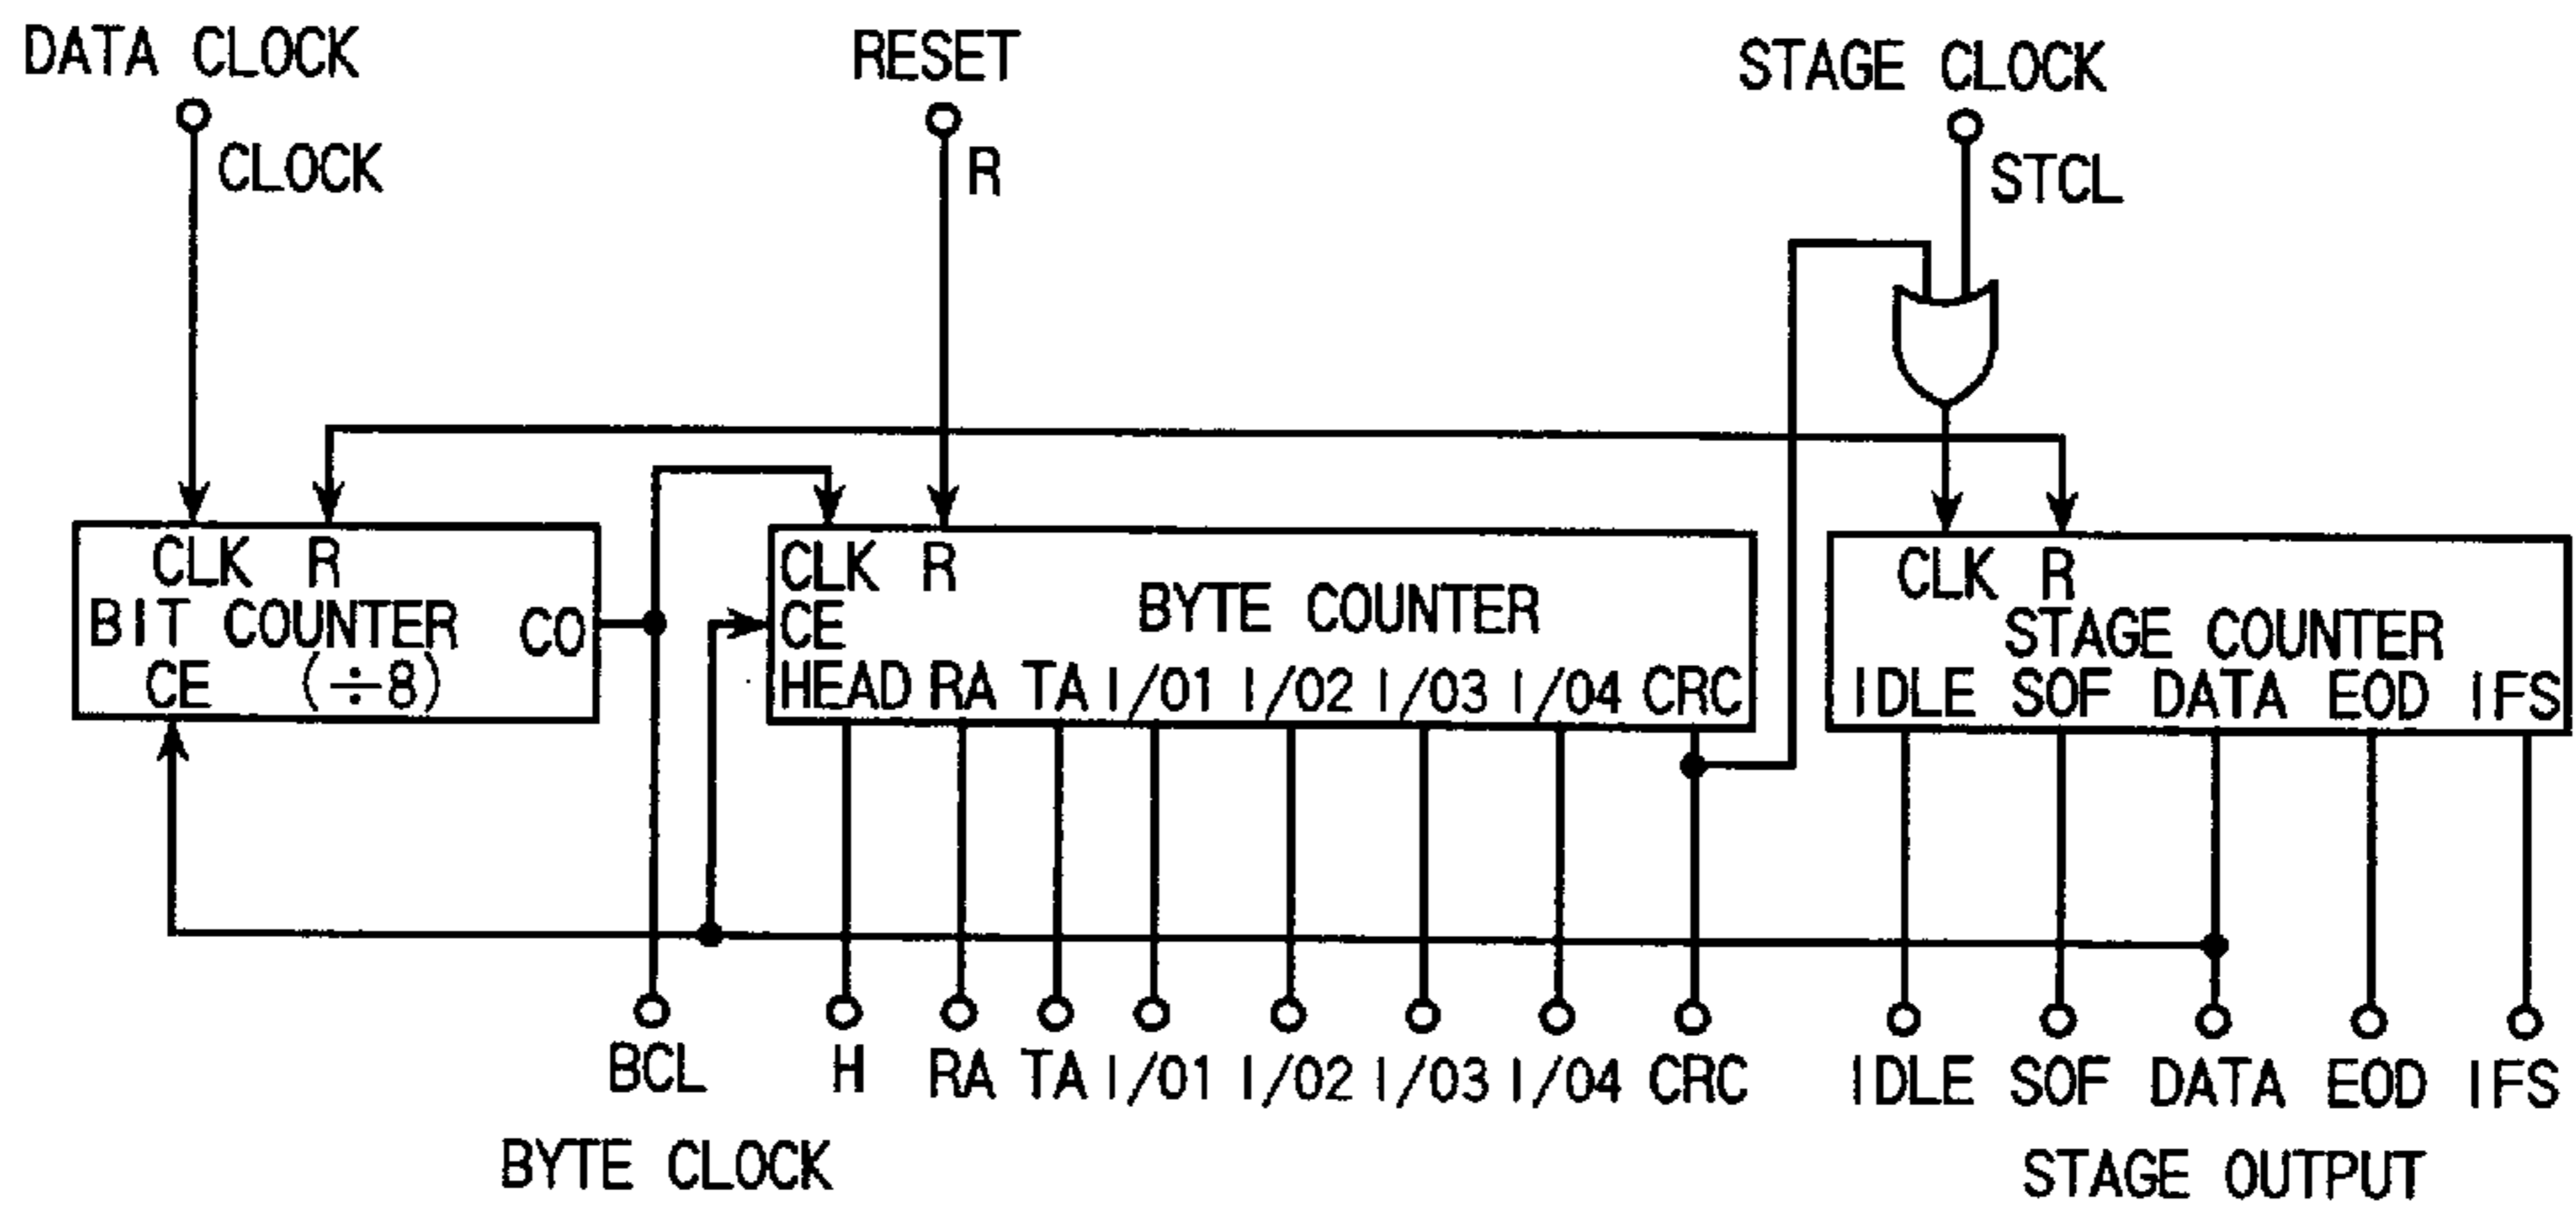 DATA CLOCK
RESET
STAGE CLOCK
CLOCK
R
STCL
CLK R
BIT COUNTER CO
CE (÷8)
CLK R
CE BYTE COUNTER
HEAD RA TA I/01 I/02 I/03 I/04 CRC
CLK R
STAGE COUNTER
IDLE SOF DATA EOD IFS
BCL H RA TA I/01 I/02 I/03 I/04 CRC IDLE SOF DATA EOD IFS
BYTE CLOCK
STAGE OUTPUT